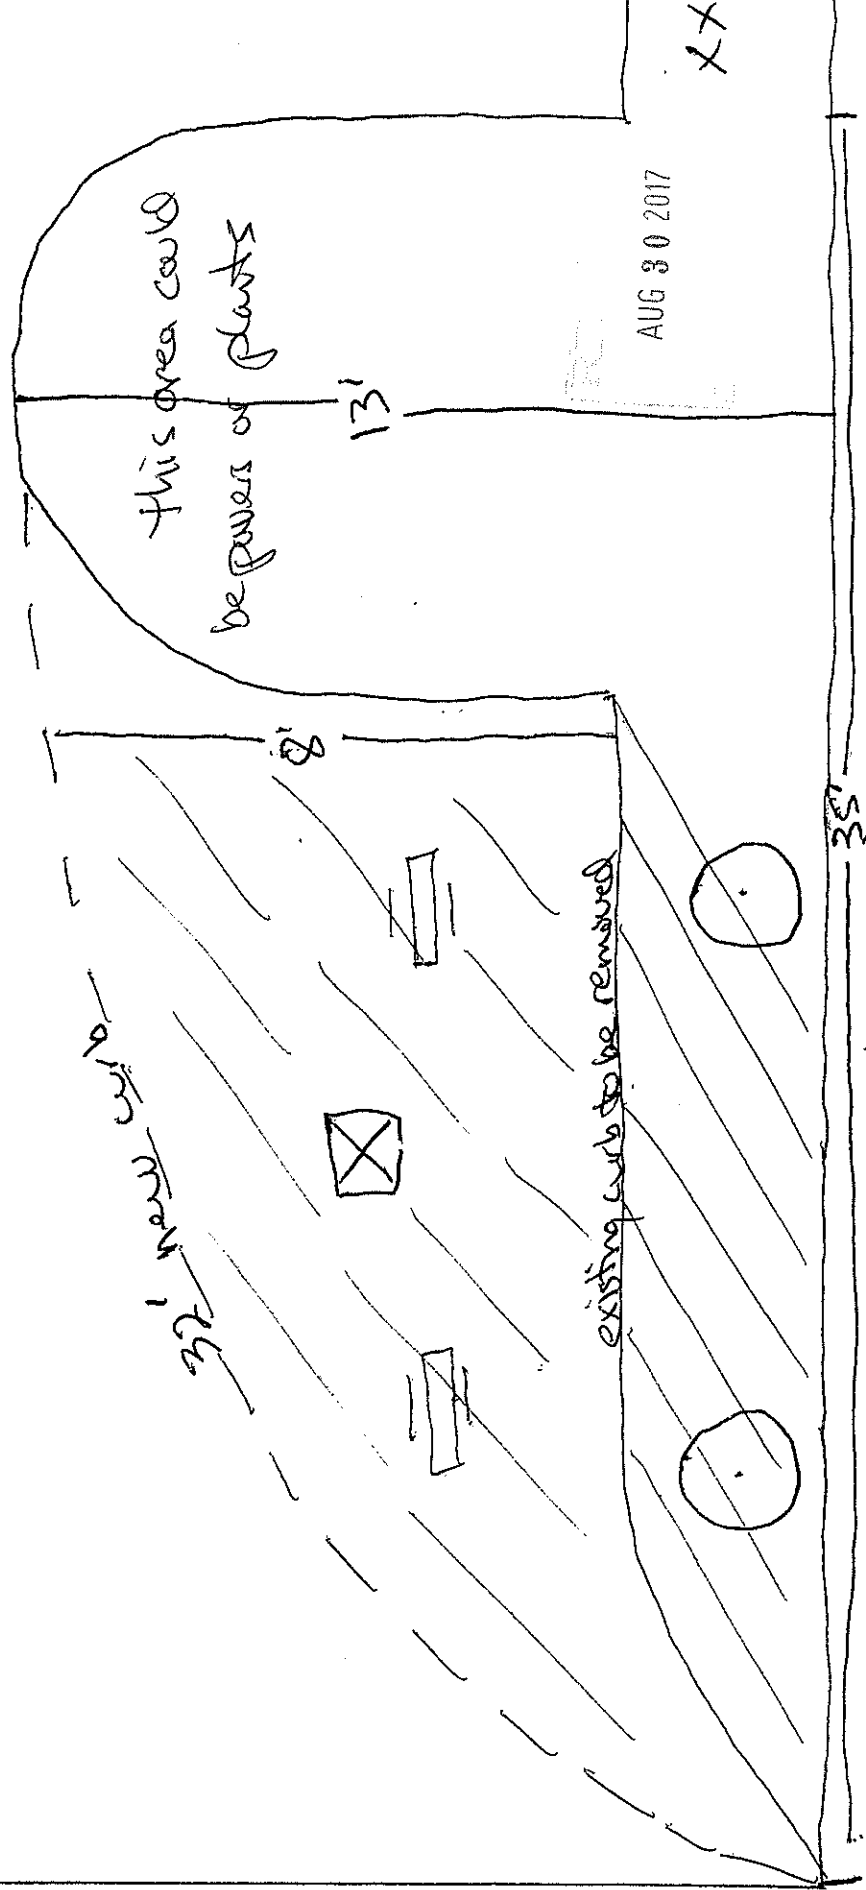 this area could
be pavers or plants
13'
8'
32' new curb
existing curb to be removed
35'
XX
AUG 30 2017